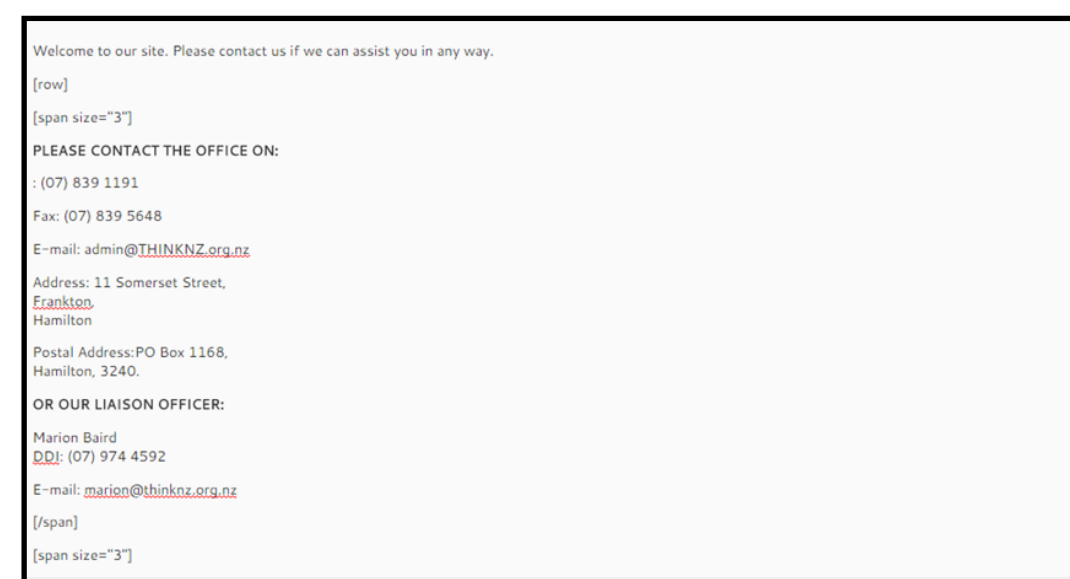 Welcome to our site. Please contact us if we can assist you in any way.
[row]
[span size="3"]
PLEASE CONTACT THE OFFICE ON:
: (07) 839 1191
Fax: (07) 839 5648
E-mail: admin@THINKNZ.org.nz
Address: 11 Somerset Street,
Frankton,
Hamilton
Postal Address:PO Box 1168,
Hamilton, 3240.
OR OUR LIAISON OFFICER:
Marion Baird
DDI: (07) 974 4592
E-mail: marion@thinknz.org.nz
[/span]
[span size="3"]